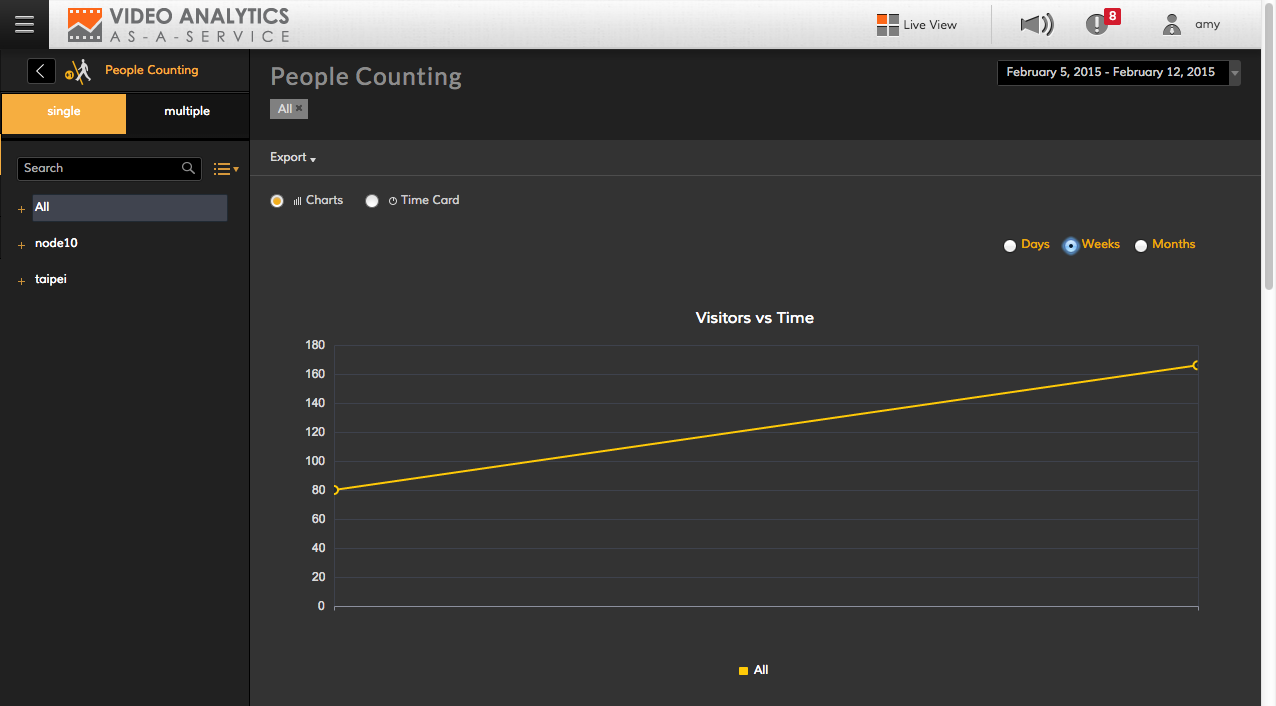 VIDEO ANALYTICS
AS-A-SERVICE
Live View
8
amy
People Counting
single
multiple
Search
All
node10
taipei
People Counting
February 5, 2015 - February 12, 2015
All ×
Export
Charts
Time Card
Days
Weeks
Months
Visitors vs Time
180
160
140
120
100
80
60
40
20
0
All